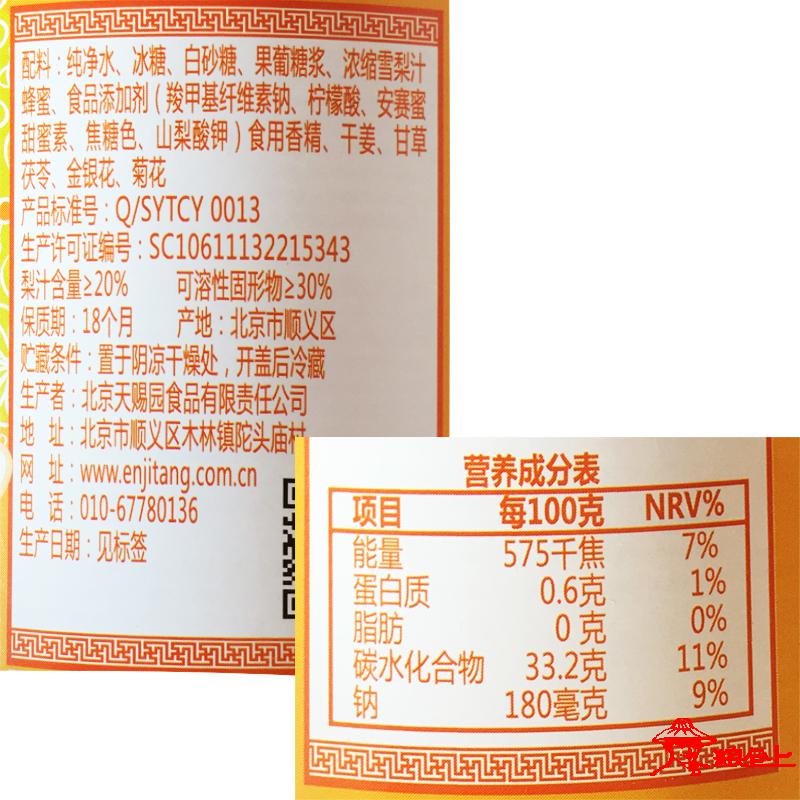 配料：纯净水、冰糖、白砂糖、果葡糖浆、浓缩雪梨汁
蜂蜜、食品添加剂（羧甲基纤维素钠、柠檬酸、安赛蜜
甜蜜素、焦糖色、山梨酸钾）食用香精、干姜、甘草
茯苓、金银花、菊花
产品标准号：Q/SYTCY 0013
生产许可证编号：SC10611132215343
梨汁含量≥20% 可溶性固形物≥30%
保质期：18个月 产地：北京市顺义区
贮藏条件：置于阴凉干燥处，开盖后冷藏
生产者：北京天赐园食品有限责任公司
地 址：北京市顺义区木林镇陀头庙村
网 址：www.enjitang.com.cn
电 话：010-67780136
生产日期：见标签
营养成分表
项目 每100克 NRV%
能量 575千焦 7%
蛋白质 0.6克 1%
脂肪 0 克 0%
碳水化合物 33.2克 11%
钠 180毫克 9%